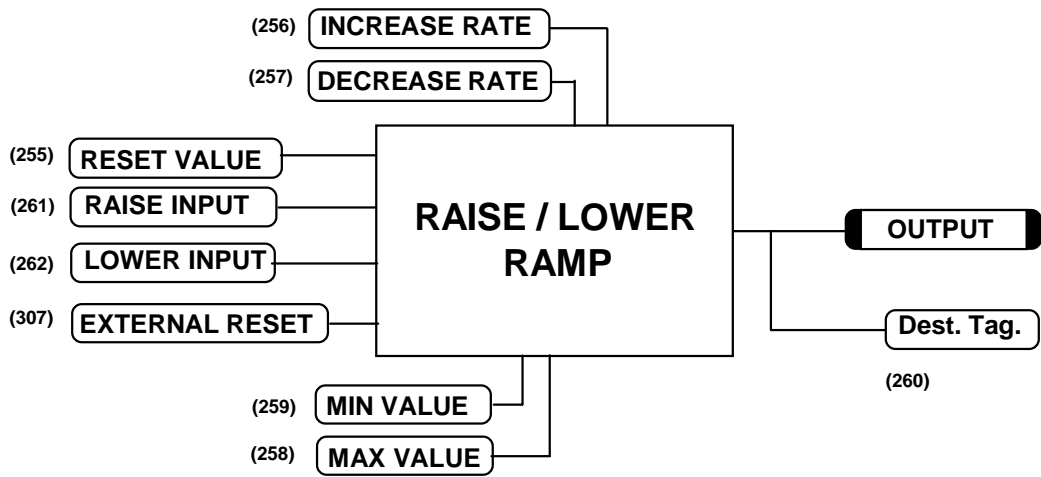 (256) INCREASE RATE
(257) DECREASE RATE
(255) RESET VALUE
(261) RAISE INPUT
(262) LOWER INPUT
(307) EXTERNAL RESET
RAISE / LOWER
RAMP
OUTPUT
Dest. Tag.
(260)
(259) MIN VALUE
(258) MAX VALUE